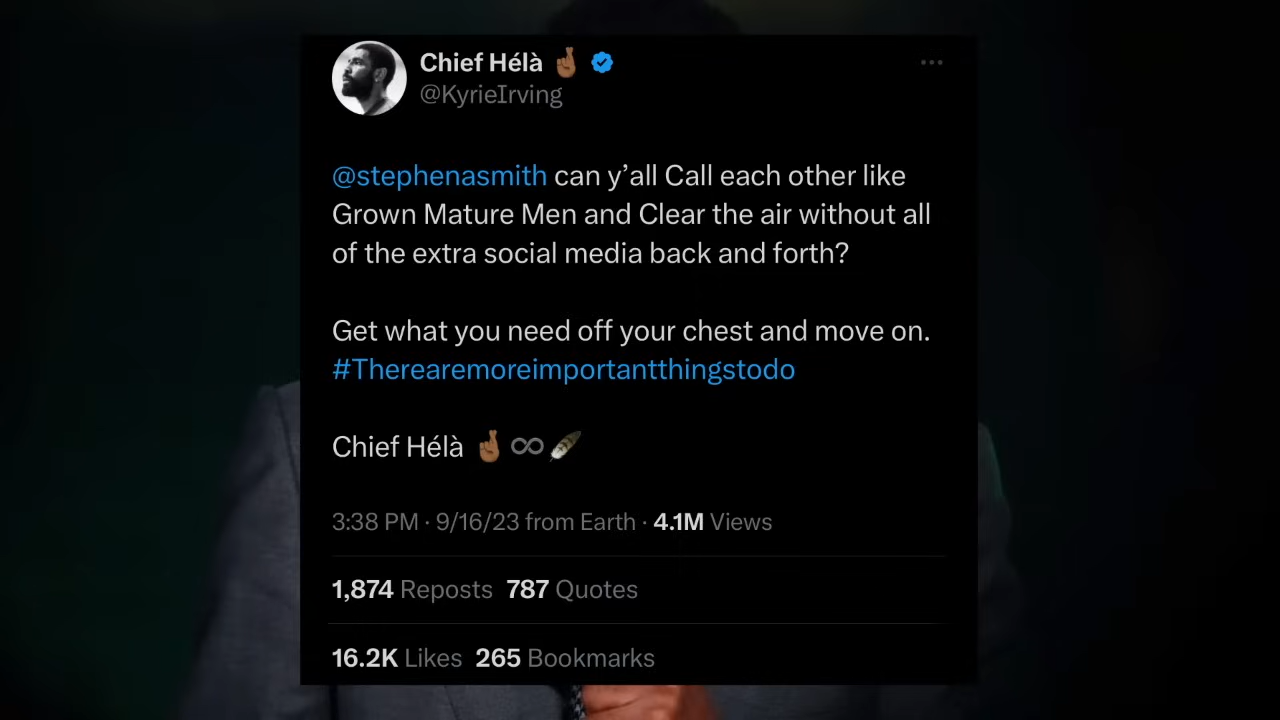 Chief Hélà 🤞🏾
@KyrieIrving
@stephenasmith can y’all Call each other like
Grown Mature Men and Clear the air without all
of the extra social media back and forth?
Get what you need off your chest and move on.
#Therearemoreimportantthingstodo
Chief Hélà 🤞🏾♾🪶
3:38 PM · 9/16/23 from Earth · 4.1M Views
1,874 Reposts 787 Quotes
16.2K Likes 265 Bookmarks